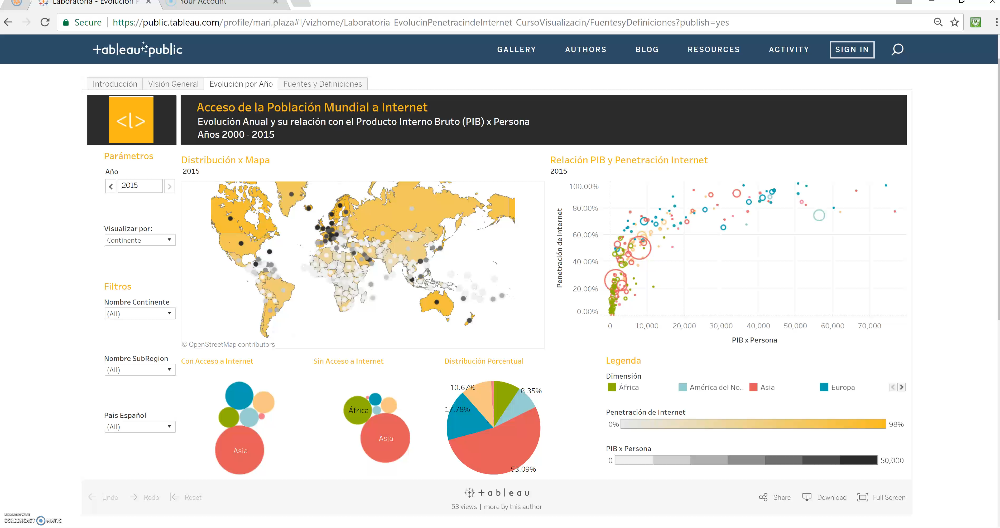 Laboratoria - Evolución P
Your Account
Secure https://public.tableau.com/profile/mari.plaza#!/vizhome/Laboratoria-EvolucinPenetracindeInternet-CursoVisualizacin/FuentesyDefiniciones?publish=yes
+ableau public
GALLERY AUTHORS BLOG RESOURCES ACTIVITY SIGN IN
Introducción Visión General Evolución por Año Fuentes y Definiciones
<l>
Acceso de la Población Mundial a Internet
Evolución Anual y su relación con el Producto Interno Bruto (PIB) x Persona
Años 2000 - 2015
Parámetros
Año
2015
Visualizar por:
Continente
Filtros
Nombre Continente
(All)
Nombre SubRegion
(All)
Pais Español
(All)
Distribución x Mapa
2015
© OpenStreetMap contributors
Relación PIB y Penetración Internet
2015
Penetración de Internet
100.00%
80.00%
60.00%
40.00%
20.00%
0.00%
0 10,000 20,000 30,000 40,000 50,000 60,000 70,000
PIB x Persona
Con Acceso a Internet
Asia
Sin Acceso a Internet
África
Asia
Distribución Porcentual
10.67%
8.35%
17.78%
53.09%
Legenda
Dimensión
África América del No.. Asia Europa
Penetración de Internet
0% 98%
PIB x Persona
0 50,000
Undo Redo Reset
+ a b l e a u
53 views | more by this author
Share Download Full Screen
RECORDED WITH
SCREENCAST MATIC